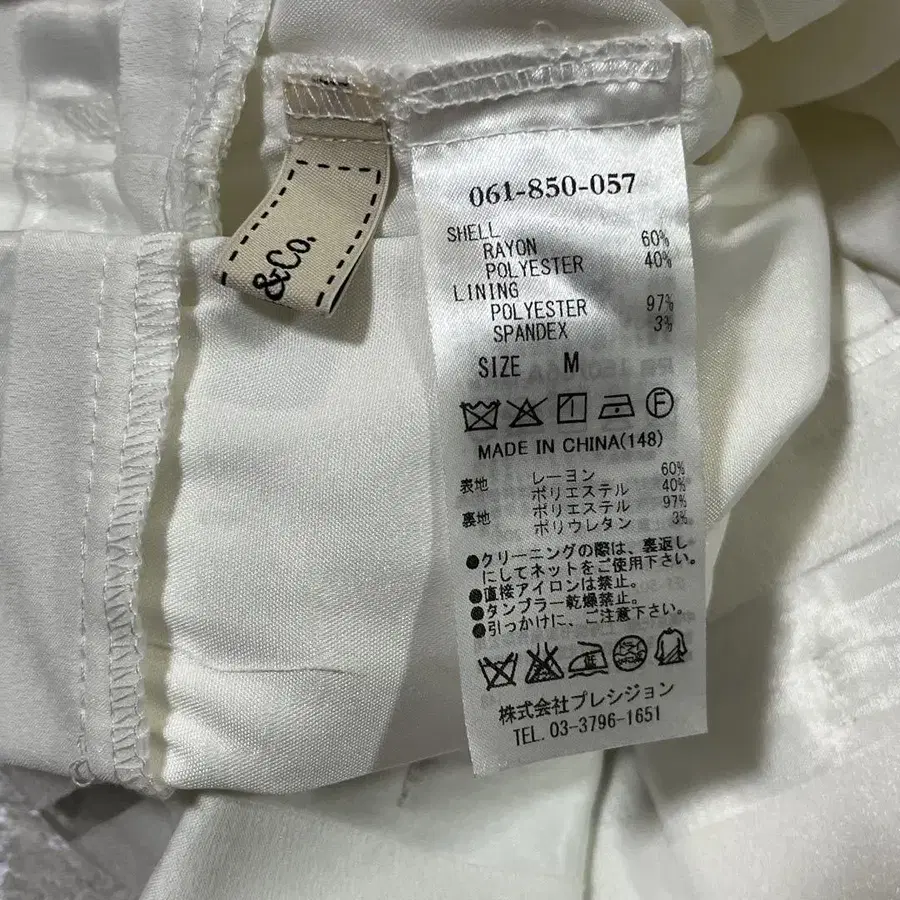 &Co.
061-850-057
SHELL
RAYON 60%
POLYESTER 40%
LINING
POLYESTER 97%
SPANDEX 3%
SIZE M
F
MADE IN CHINA(148)
表地 レーヨン 60%
ポリエステル 40%
裏地 ポリエステル 97%
ポリウレタン 3%
●クリーニングの際は、裏返し
にしてネットをご使用下さい。
●直接アイロンは禁止。
●タンブラー乾燥禁止。
●引っかけに、ご注意下さい。
株式会社プレシジョン
TEL. 03-3796-1651